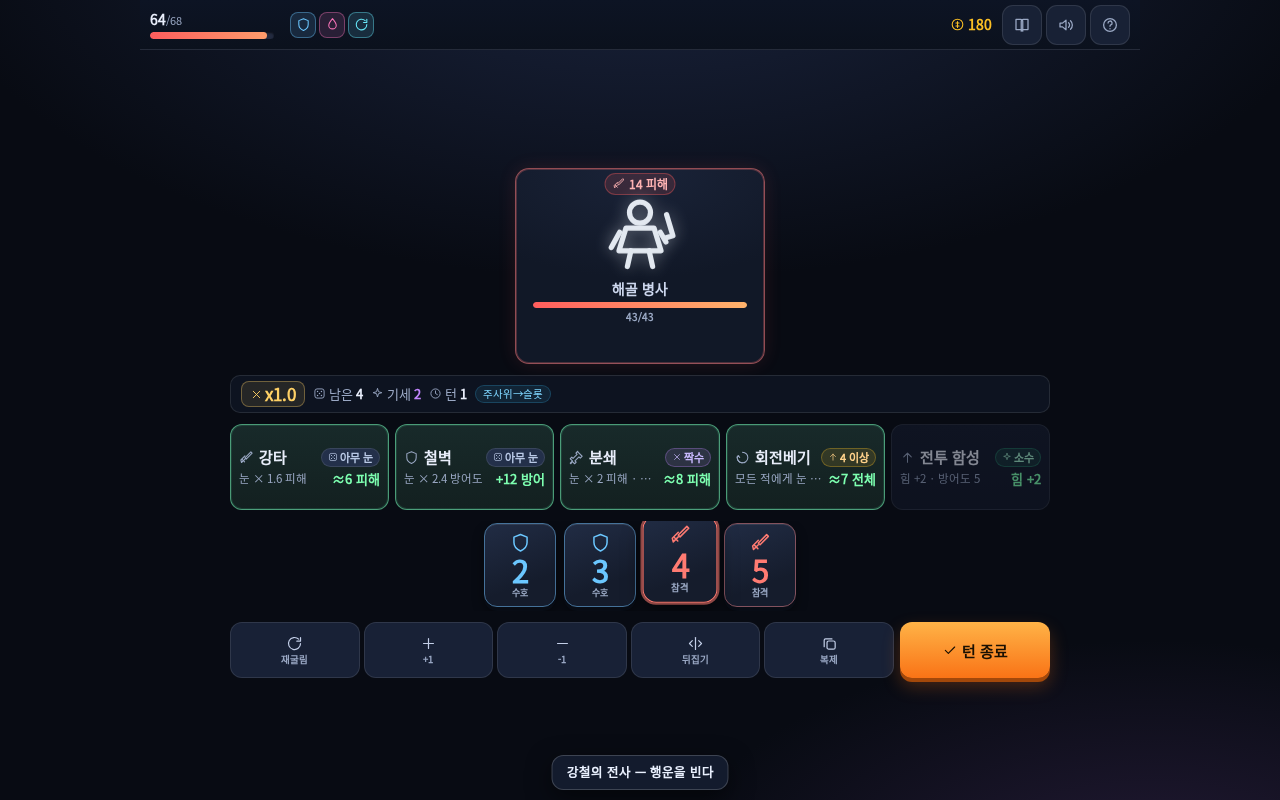 64/68
180
14 피해
해골 병사
43/43
x1.0 남은 4 기세 2 턴 1 주사위→슬롯
강타 아무 눈
눈 × 1.6 피해 ≈6 피해
철벽 아무 눈
눈 × 2.4 방어도 +12 방어
분쇄 짝수
눈 × 2 피해 · ... ≈8 피해
회전베기 4 이상
모든 적에게 눈 ... ≈7 전체
전투 함성 소수
힘 +2 · 방어도 5 힘 +2
2
수호
3
수호
4
참격
5
참격
재굴림
+1
-1
뒤집기
복제
턴 종료
강철의 전사 — 행운을 빈다